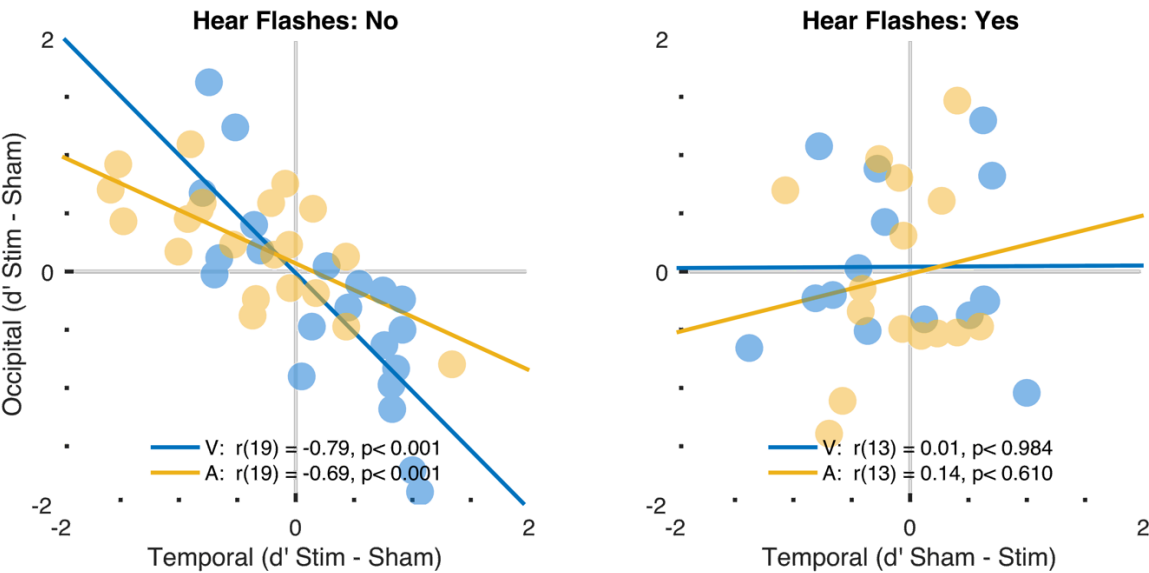 Hear Flashes: No
Hear Flashes: Yes
Occipital (d' Stim - Sham)
2
0
-2
-2
0
2
V: r(19) = -0.79, p< 0.001
A: r(19) = -0.69, p< 0.001
Temporal (d' Stim - Sham)
2
0
-2
-2
0
2
V: r(13) = 0.01, p< 0.984
A: r(13) = 0.14, p< 0.610
Temporal (d' Sham - Stim)